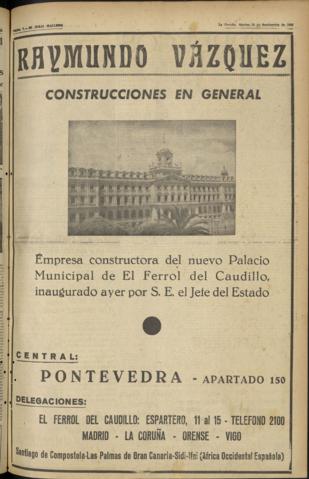 RAYMUNDO VÁZQUEZ
CONSTRUCCIONES EN GENERAL
Empresa constructora del nuevo Palacio
Municipal de El Ferrol del Caudillo,
inaugurado ayer por S. E. el Jefe del Estado
CENTRAL:
PONTEVEDRA - APARTADO 150
DELEGACIONES:
EL FERROL DEL CAUDILLO: ESPARTERO, 11 al 15 - TELEFONO 2100
MADRID - LA CORUÑA - ORENSE - VIGO
Santiago de Compostela-Las Palmas de Gran Canaria-Sidi-Ifni (África Occidental Española)